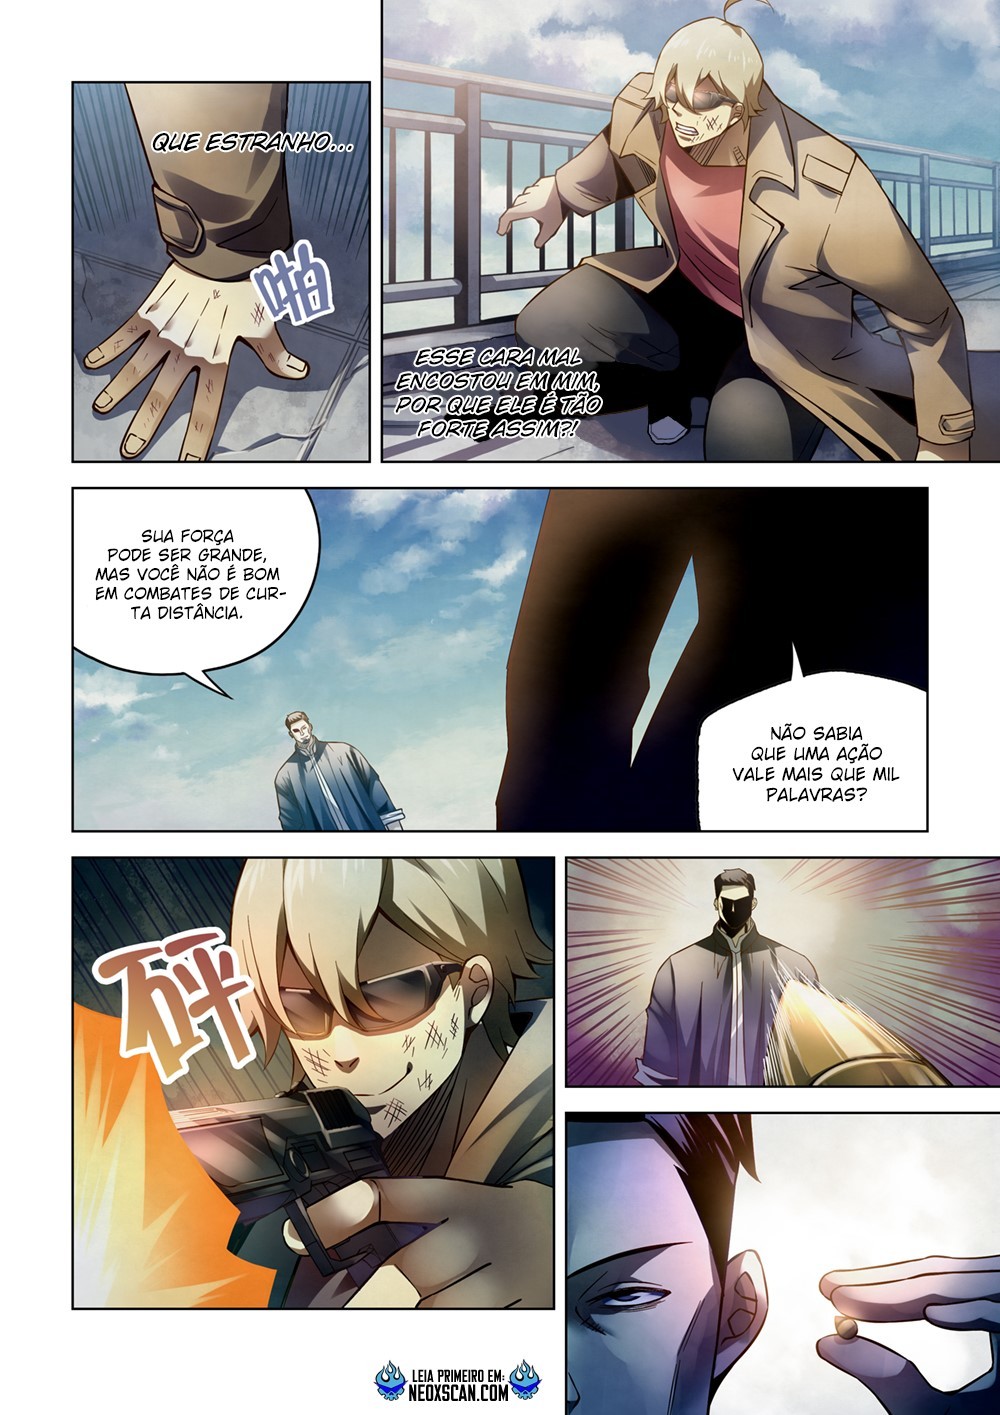 QUE ESTRANHO...
啪
ESSE CARA MAL
ENCOSTOU EM MIM,
POR QUE ELE É TÃO
FORTE ASSIM?!
SUA FORÇA
PODE SER GRANDE,
MAS VOCÊ NÃO É BOM
EM COMBATES DE CUR-
TA DISTÂNCIA.
NÃO SABIA
QUE UMA AÇÃO
VALE MAIS QUE MIL
PALAVRAS?
砰
LEIA PRIMEIRO EM:
NEOXSCAN.COM